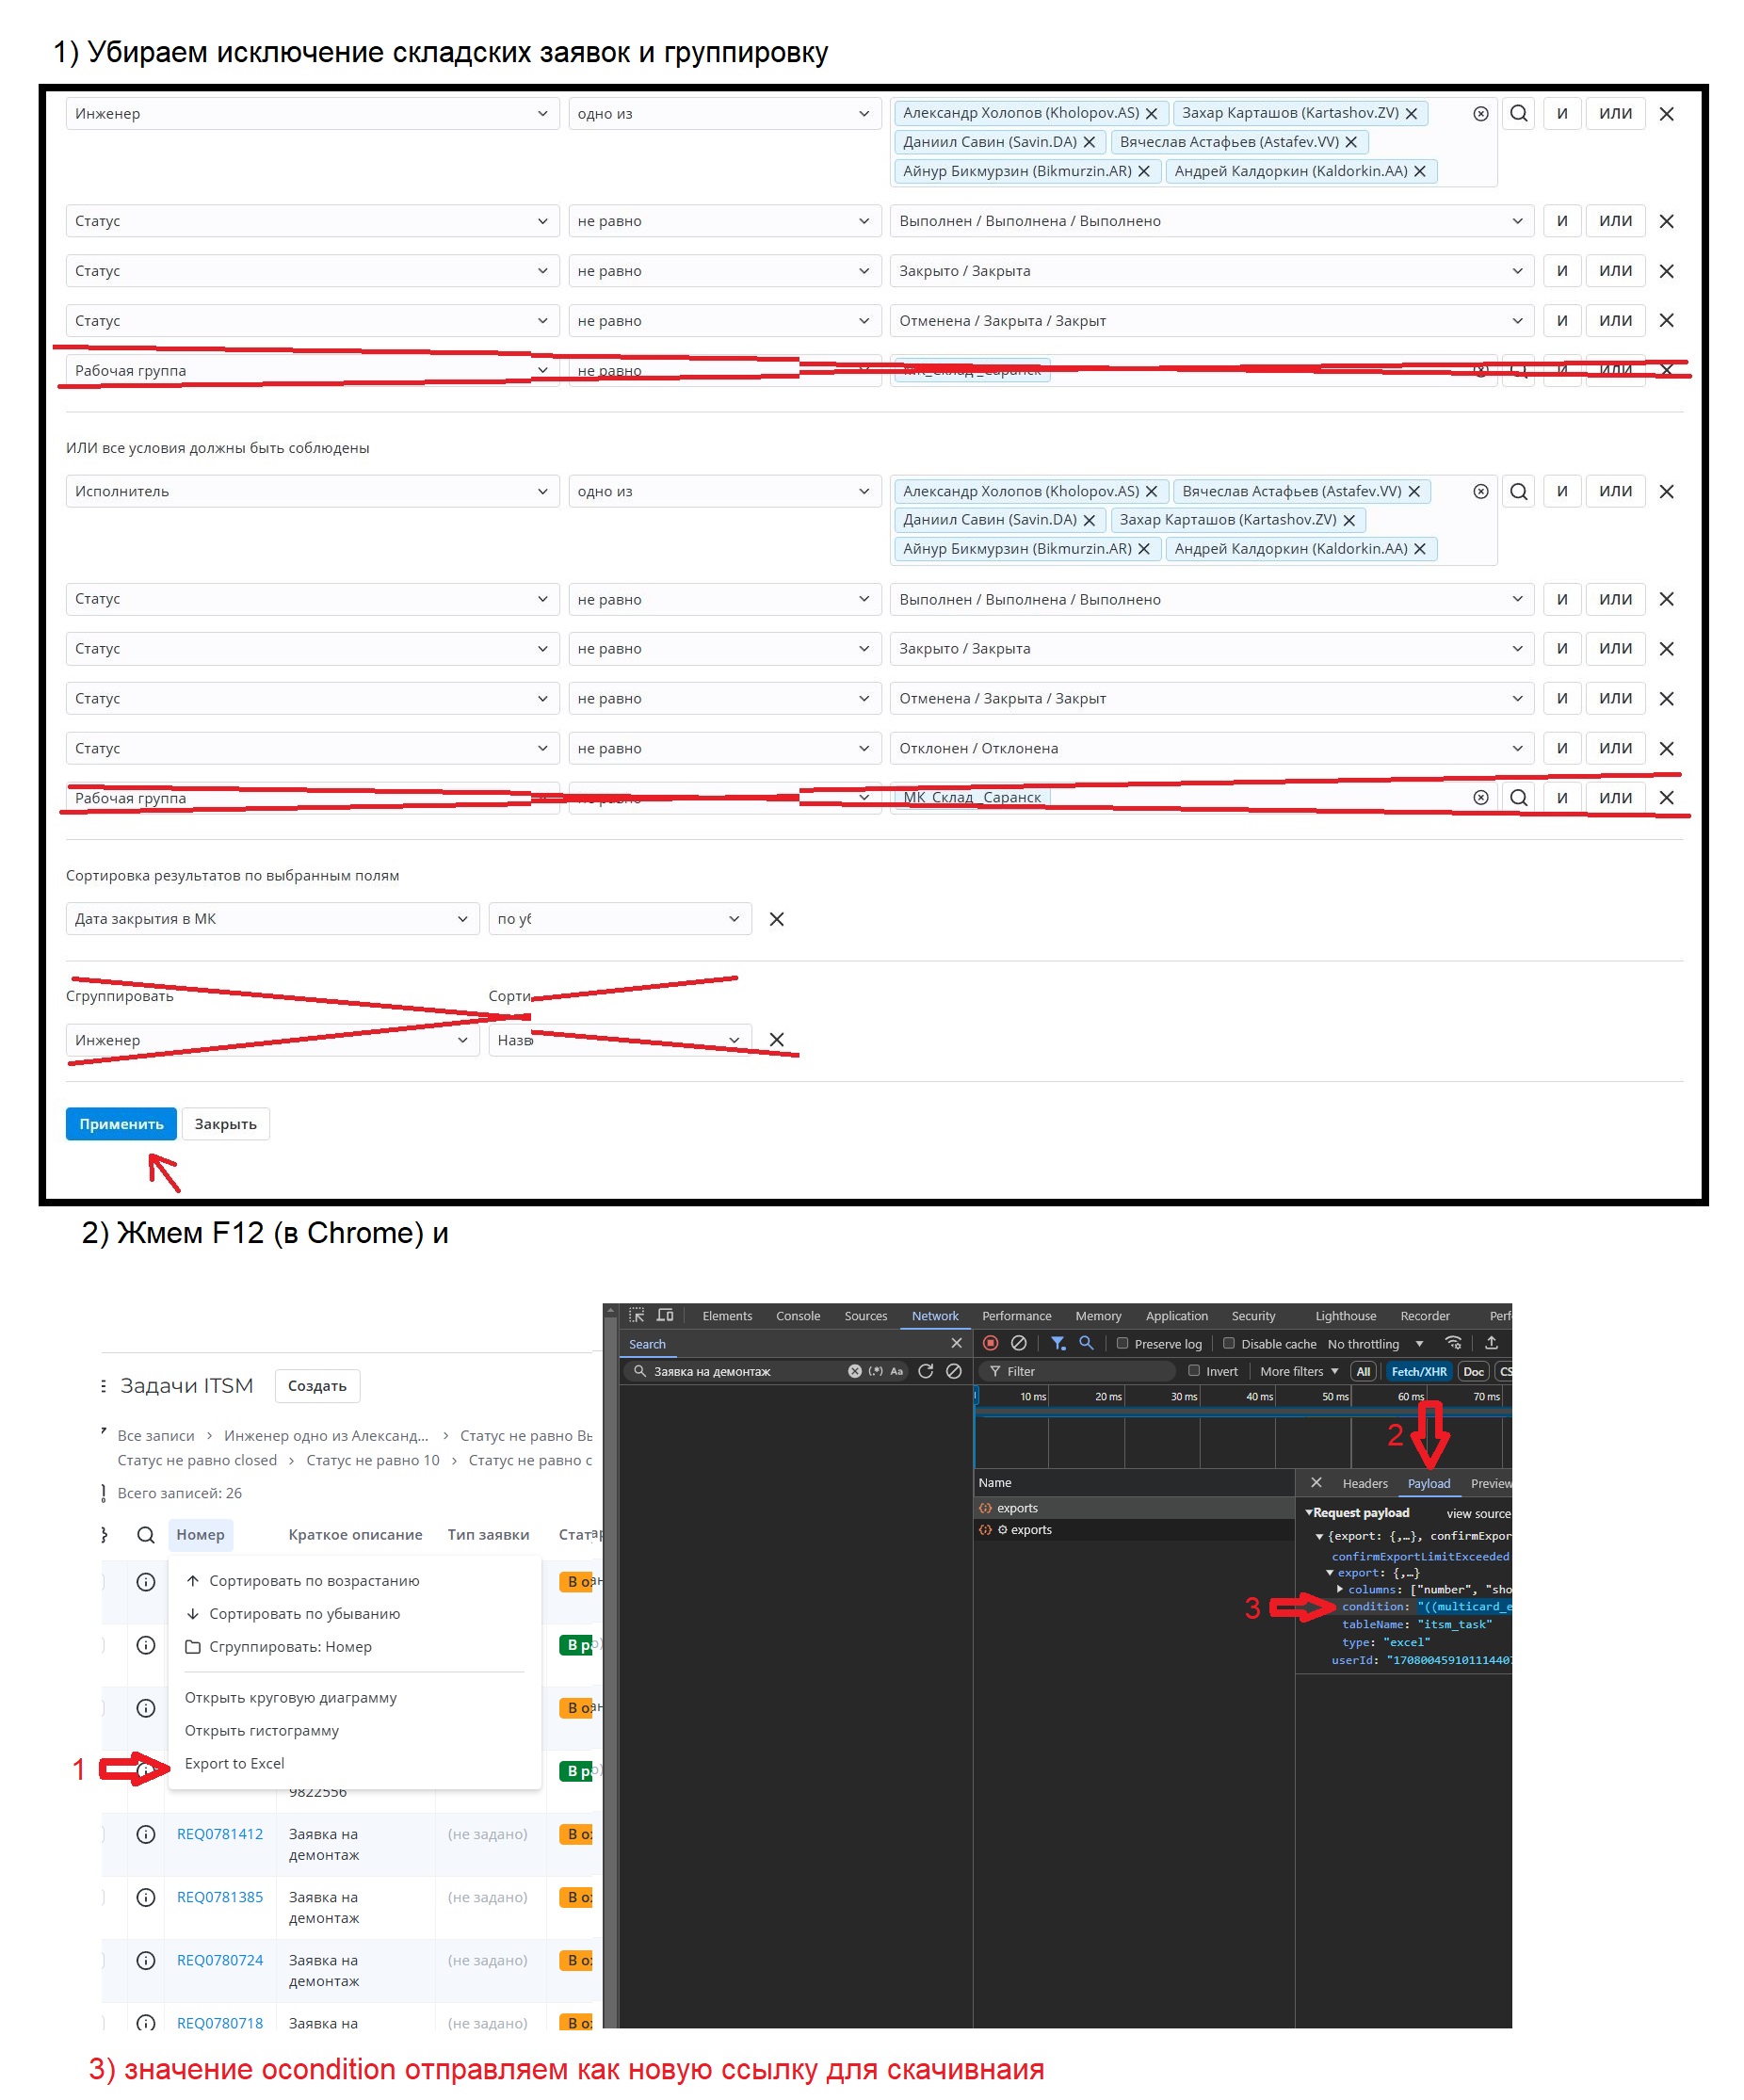 1) Убираем исключение складских заявок и группировку
Инженер одно из Александр Холопов (Kholopov.AS) Захар Карташов (Kartashov.ZV) И ИЛИ
Даниил Савин (Savin.DA) Вячеслав Астафьев (Astafev.VV)
Айнур Бикмурзин (Bikmurzin.AR) Андрей Калдоркин (Kaldorkin.AA)
Статус не равно Выполнен / Выполнена / Выполнено И ИЛИ
Статус не равно Закрыто / Закрыта И ИЛИ
Статус не равно Отменена / Закрыта / Закрыт И ИЛИ
Рабочая группа не равно МК_Склад_Саранск И ИЛИ
ИЛИ все условия должны быть соблюдены
Исполнитель одно из Александр Холопов (Kholopov.AS) Вячеслав Астафьев (Astafev.VV) И ИЛИ
Даниил Савин (Savin.DA) Захар Карташов (Kartashov.ZV)
Айнур Бикмурзин (Bikmurzin.AR) Андрей Калдоркин (Kaldorkin.AA)
Статус не равно Выполнен / Выполнена / Выполнено И ИЛИ
Статус не равно Закрыто / Закрыта И ИЛИ
Статус не равно Отменена / Закрыта / Закрыт И ИЛИ
Статус не равно Отклонен / Отклонена И ИЛИ
Рабочая группа не равно МК_Склад_Саранск И ИЛИ
Сортировка результатов по выбранным полям
Дата закрытия в МК по уб
Сгруппировать Сорти
Инженер Назв
Применить Закрыть
2) Жмем F12 (в Chrome) и
Elements Console Sources Network Performance Memory Application Security Lighthouse Recorder Perf
Search Preserve log Disable cache No throttling
Заявка на демонтаж Aa Filter Invert More filters All Fetch/XHR Doc CS
10 ms 20 ms 30 ms 40 ms 50 ms 60 ms 70 ms
Задачи ITSM Создать
2
Все записи > Инженер одно из Александ... > Статус не равно Вы
Статус не равно closed > Статус не равно 10 > Статус не равно c
Всего записей: 26
Name Headers Payload Preview
exports
exports
Request payload view source
{export: {,…}, confirmExpor
confirmExportLimitExceeded
export: {,…}
columns: ["number", "sho
3 condition: "((multicard_e
tableName: "itsm_task"
type: "excel"
userId: "17080045910111440
Номер Краткое описание Тип заявки Стат
Сортировать по возрастанию В о
Сортировать по убыванию
Сгруппировать: Номер В р
Открыть круговую диаграмму В о
Открыть гистограмму
1 Export to Excel В р
9822556
REQ0781412 Заявка на демонтаж (не задано) В о
REQ0781385 Заявка на демонтаж (не задано) В о
REQ0780724 Заявка на демонтаж (не задано) В о
REQ0780718 Заявка на (не задано)
3) значение ocondition отправляем как новую ссылку для скачивнаия